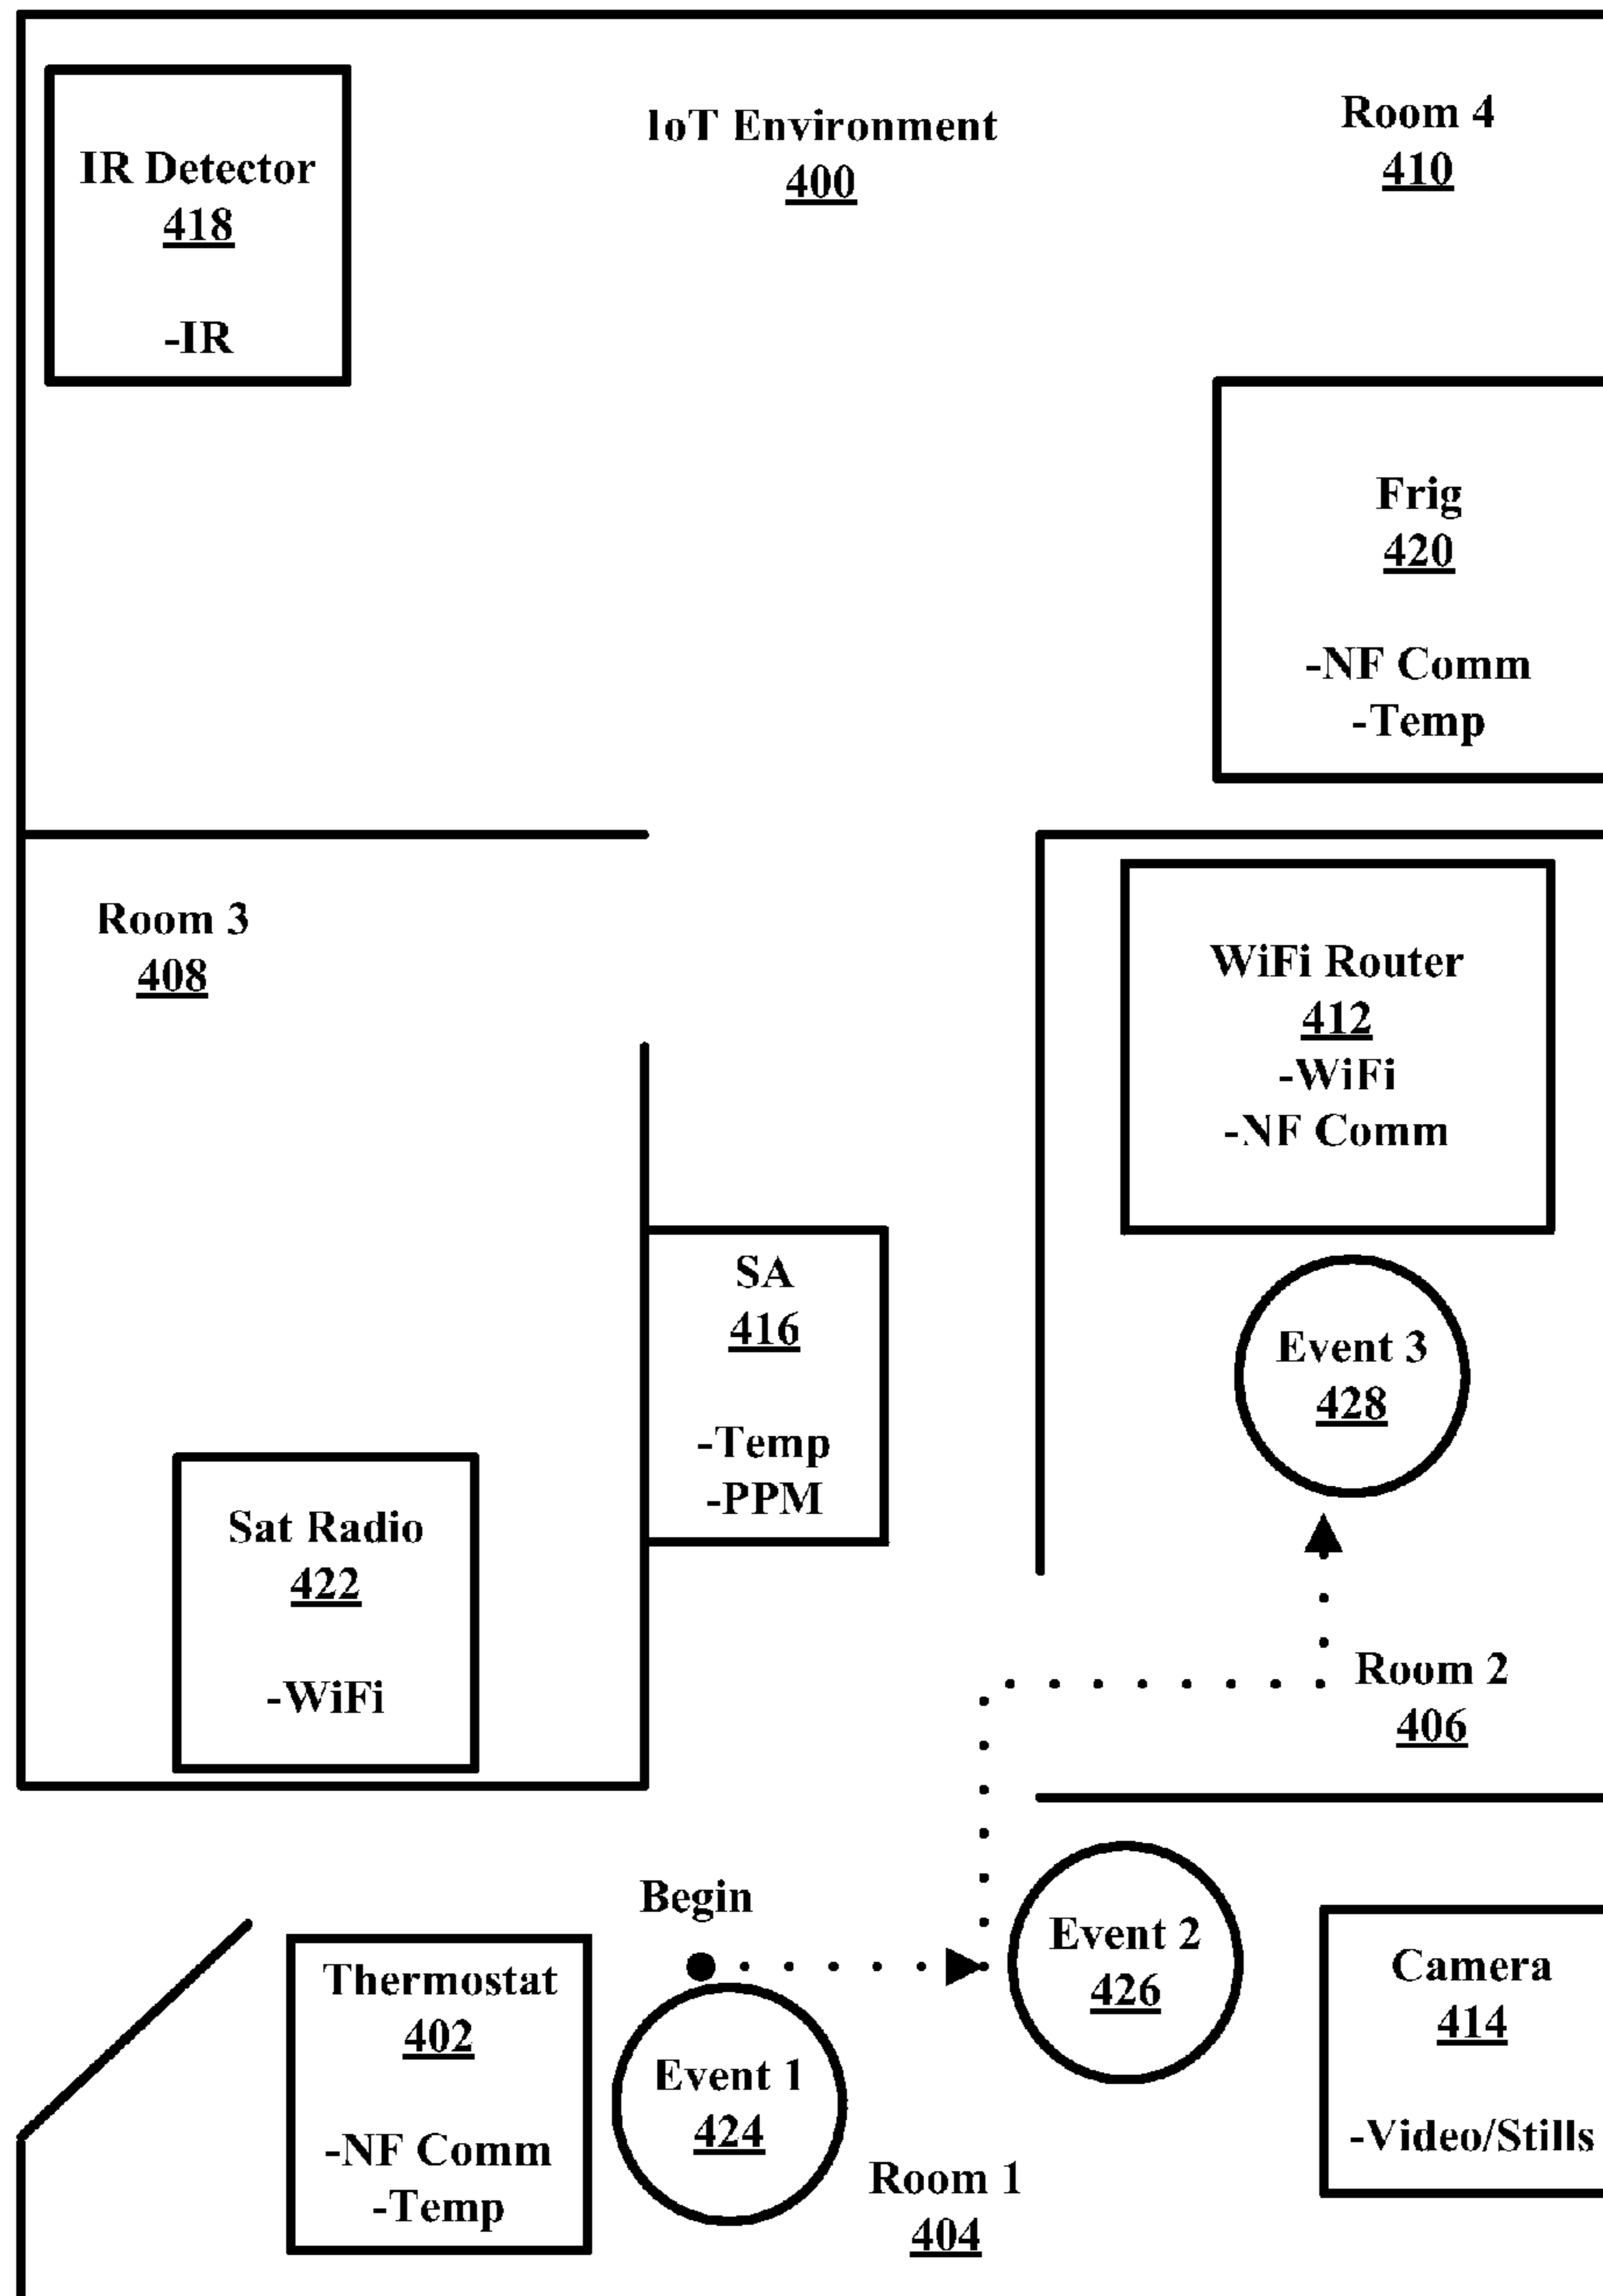 IoT Environment
400
Room 4
410
IR Detector
418
-IR
Frig
420
-NF Comm
-Temp
Room 3
408
WiFi Router
412
-WiFi
-NF Comm
SA
416
-Temp
-PPM
Event 3
428
Sat Radio
422
-WiFi
Room 2
406
Begin
Event 2
426
Camera
414
-Video/Stills
Thermostat
402
-NF Comm
-Temp
Event 1
424
Room 1
404